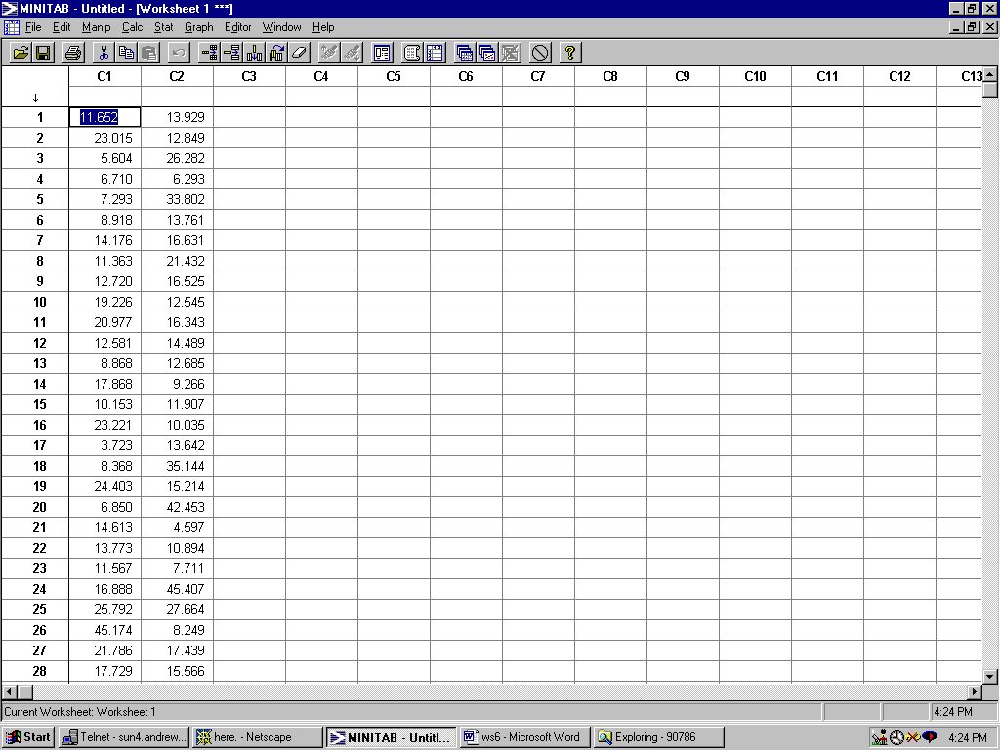 MINITAB - Untitled - [Worksheet 1 ***]
File Edit Manip Calc Stat Graph Editor Window Help
C1 C2 C3 C4 C5 C6 C7 C8 C9 C10 C11 C12 C13
↓
1 11.652 13.929
2 23.015 12.849
3 5.604 26.282
4 6.710 6.293
5 7.293 33.802
6 8.918 13.761
7 14.176 16.631
8 11.363 21.432
9 12.720 16.525
10 19.226 12.545
11 20.977 16.343
12 12.581 14.489
13 8.868 12.685
14 17.868 9.266
15 10.153 11.907
16 23.221 10.035
17 3.723 13.642
18 8.368 35.144
19 24.403 15.214
20 6.850 42.453
21 14.613 4.597
22 13.773 10.894
23 11.567 7.711
24 16.888 45.407
25 25.792 27.664
26 45.174 8.249
27 21.786 17.439
28 17.729 15.566
Current Worksheet: Worksheet 1 4:24 PM
Start Telnet - sun4.andrew... here. - Netscape MINITAB - Untitl... ws6 - Microsoft Word Exploring - 90786 4:24 PM